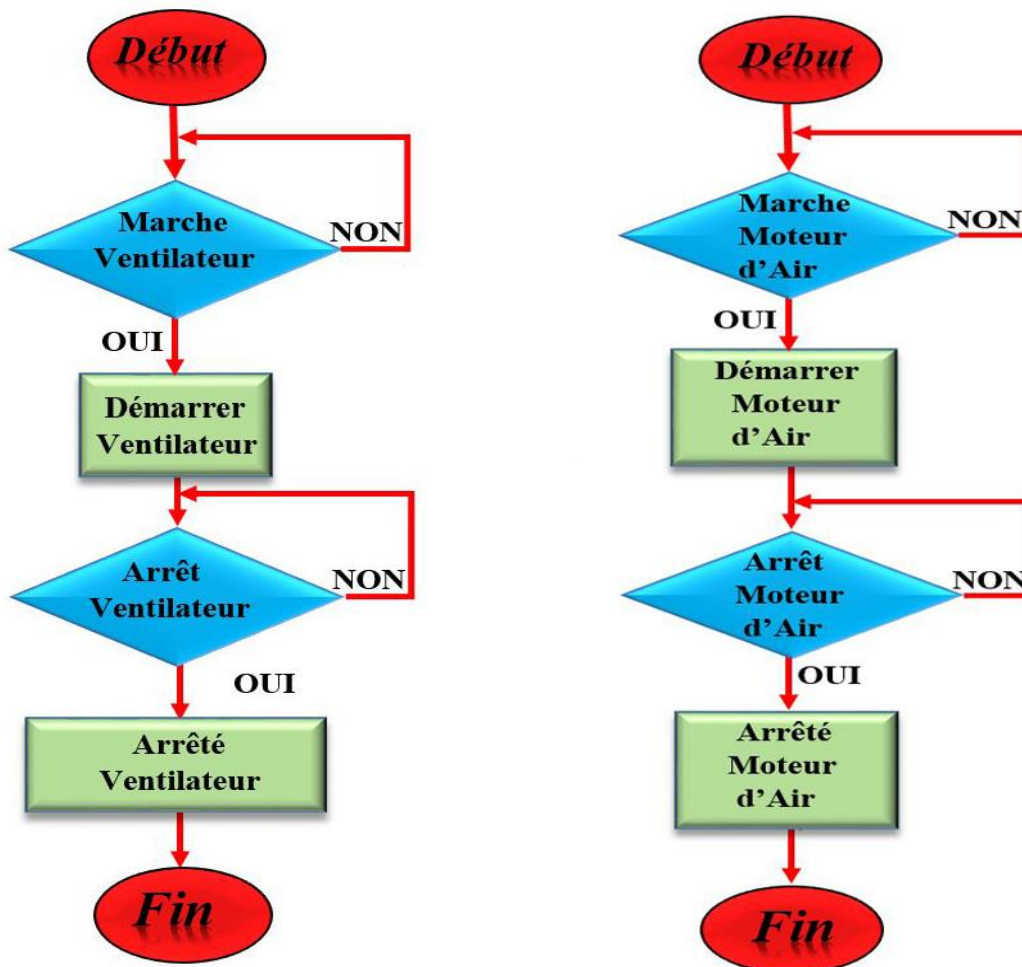 Début
Marche
Ventilateur
NON
OUI
Démarrer
Ventilateur
Arrêt
Ventilateur
NON
OUI
Arrêté
Ventilateur
Fin
Début
Marche
Moteur
d’Air
NON
OUI
Démarrer
Moteur
d’Air
Arrêt
Moteur
d’Air
NON
OUI
Arrêté
Moteur
d’Air
Fin